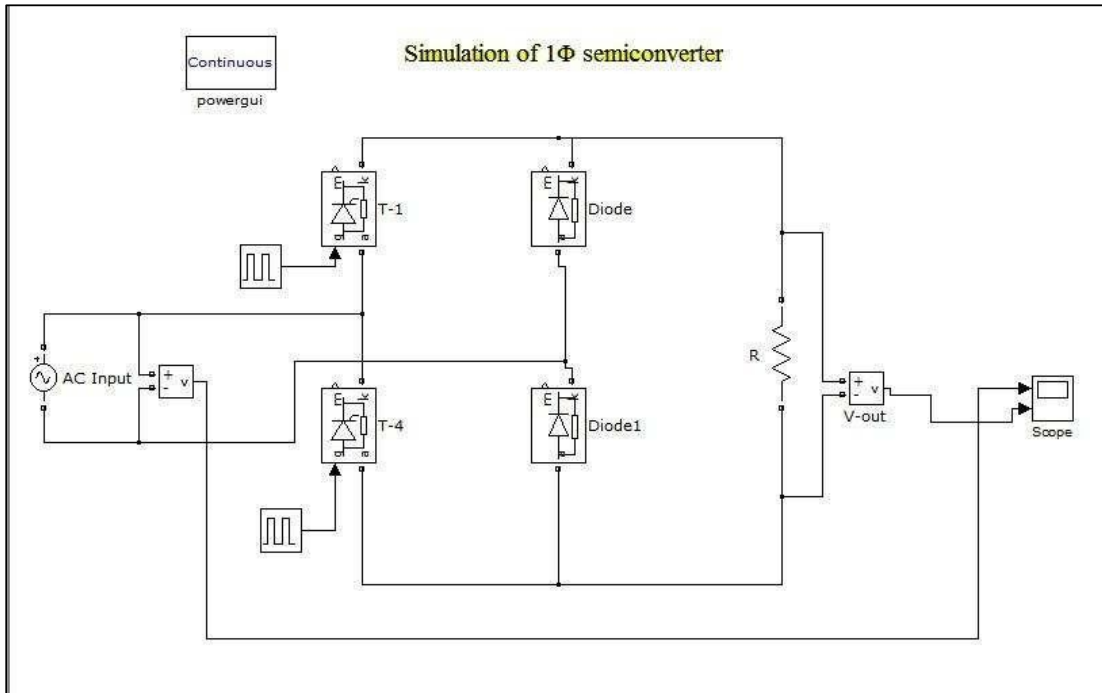 Simulation of 1Φ semiconverter
Continuous
powergui
m k
T-1
g a
m k
Diode
a
+
AC Input
+
-
v
m k
T-4
g a
m k
Diode1
a
R
+
-
v
V-out
Scope